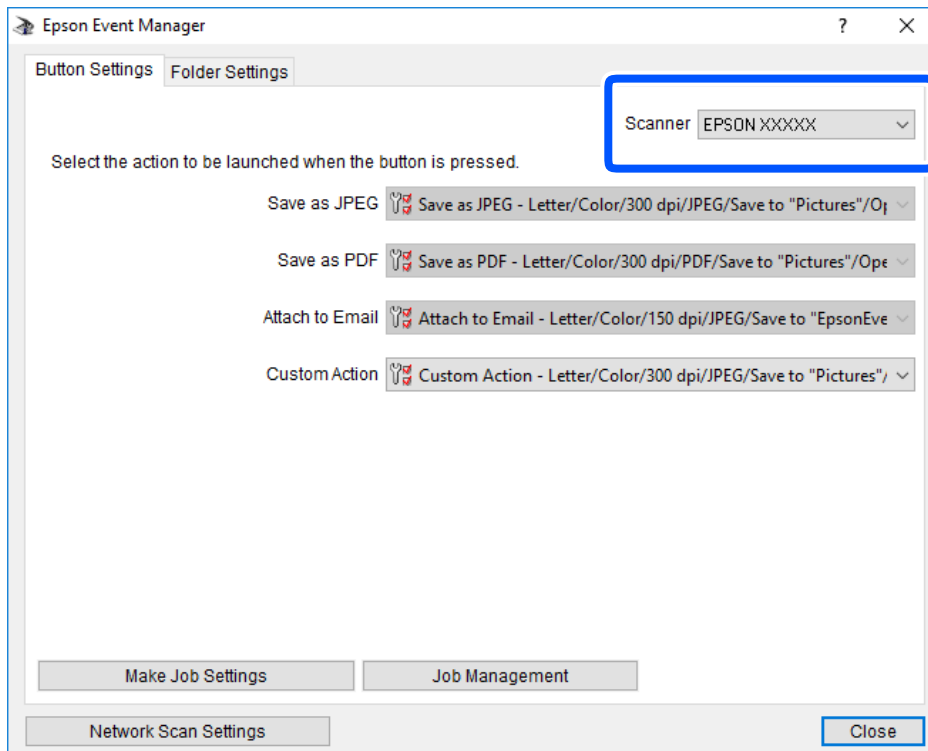 Epson Event Manager
Button Settings Folder Settings
Scanner EPSON XXXXX
Select the action to be launched when the button is pressed.
Save as JPEG Save as JPEG - Letter/Color/300 dpi/JPEG/Save to "Pictures"/Op
Save as PDF Save as PDF - Letter/Color/300 dpi/PDF/Save to "Pictures"/Ope
Attach to Email Attach to Email - Letter/Color/150 dpi/JPEG/Save to "EpsonEve
Custom Action Custom Action - Letter/Color/300 dpi/JPEG/Save to "Pictures"/
Make Job Settings Job Management
Network Scan Settings Close